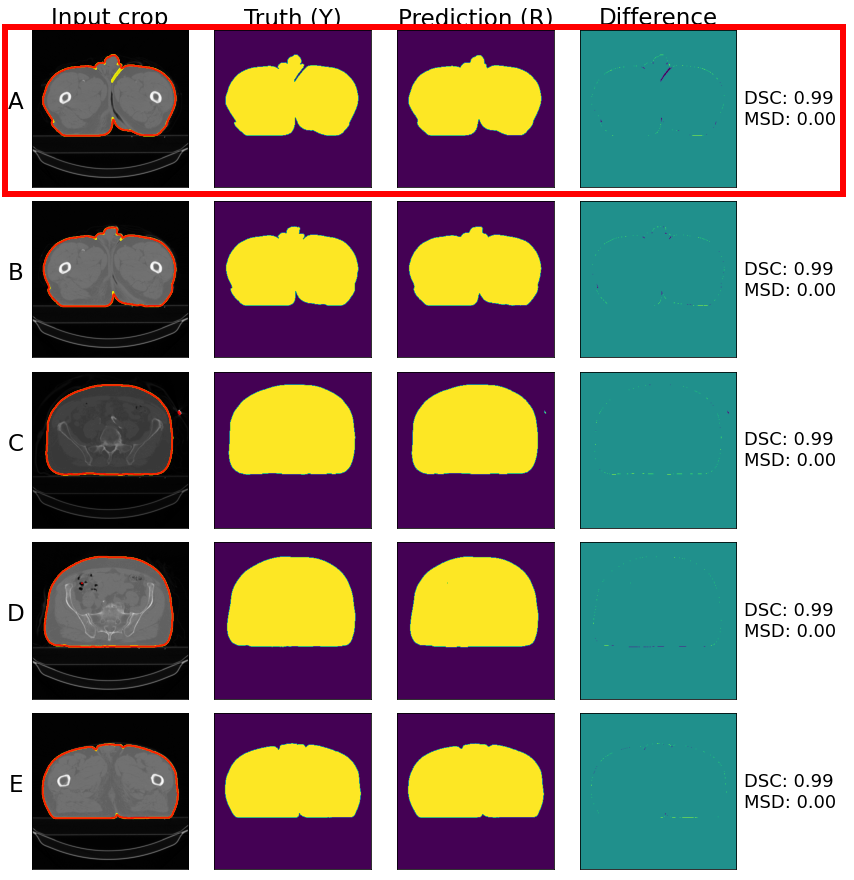 Input crop Truth (Y) Prediction (R) Difference
A
DSC: 0.99
MSD: 0.00
B
DSC: 0.99
MSD: 0.00
C
DSC: 0.99
MSD: 0.00
D
DSC: 0.99
MSD: 0.00
E
DSC: 0.99
MSD: 0.00